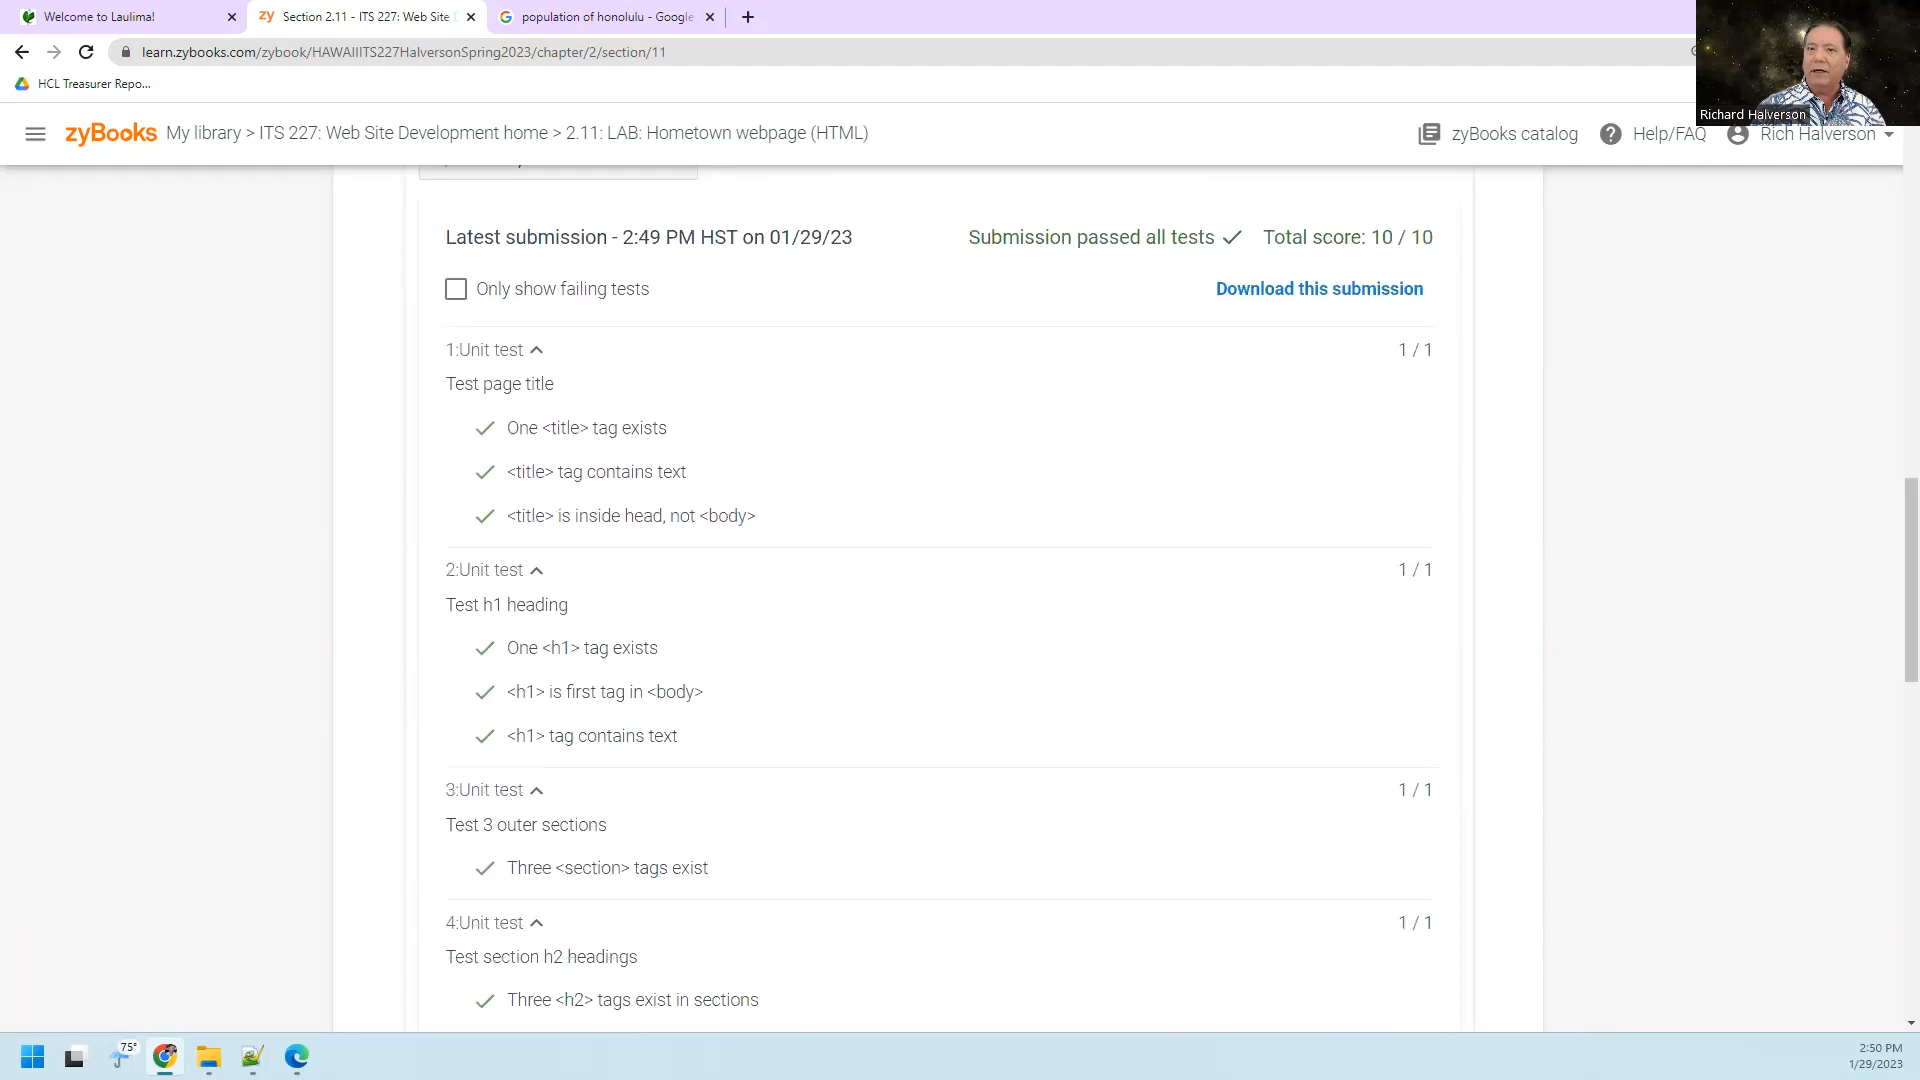 Welcome to Laulima!
zy Section 2.11 - ITS 227: Web Site
population of honolulu - Google
learn.zybooks.com/zybook/HAWAIIITS227HalversonSpring2023/chapter/2/section/11
HCL Treasurer Repo...
Richard Halverson
zyBooks My library > ITS 227: Web Site Development home > 2.11: LAB: Hometown webpage (HTML)
zyBooks catalog
Help/FAQ
Rich Halverson
Latest submission - 2:49 PM HST on 01/29/23
Submission passed all tests
Total score: 10 / 10
Only show failing tests
Download this submission
1:Unit test
1 / 1
Test page title
One <title> tag exists
<title> tag contains text
<title> is inside head, not <body>
2:Unit test
1 / 1
Test h1 heading
One <h1> tag exists
<h1> is first tag in <body>
<h1> tag contains text
3:Unit test
1 / 1
Test 3 outer sections
Three <section> tags exist
4:Unit test
1 / 1
Test section h2 headings
Three <h2> tags exist in sections
75°
2:50 PM
1/29/2023